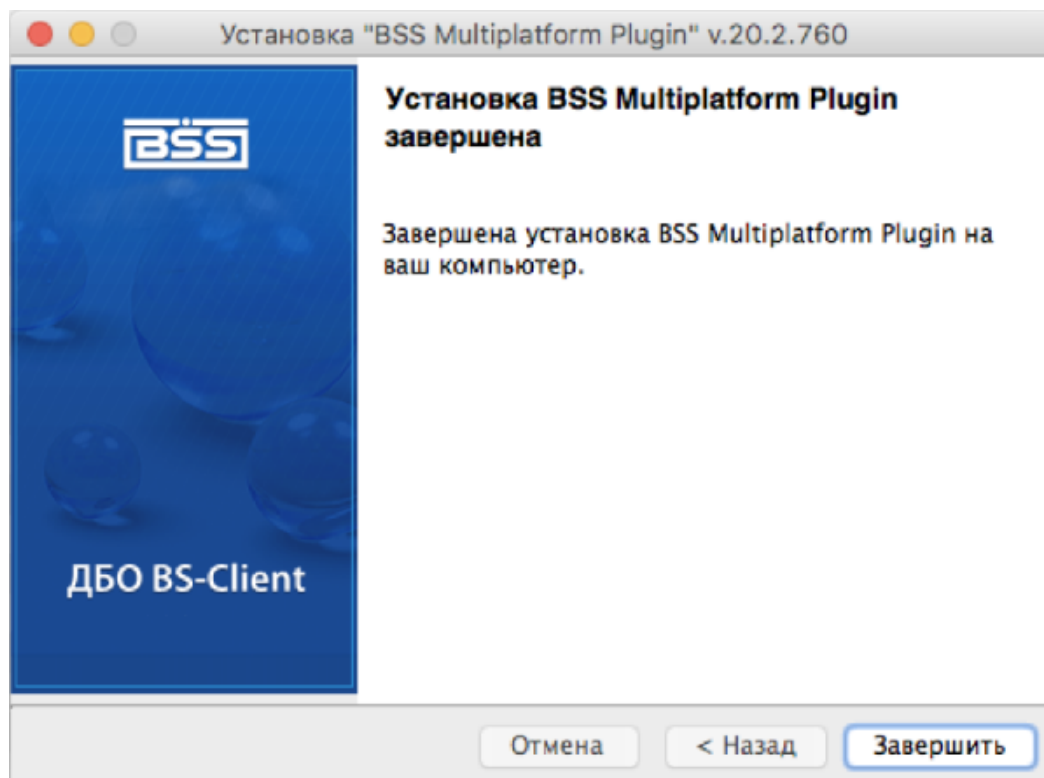 Установка "BSS Multiplatform Plugin" v.20.2.760
BSS
Установка BSS Multiplatform Plugin
завершена
Завершена установка BSS Multiplatform Plugin на
ваш компьютер.
ДБО BS-Client
Отмена
< Назад
Завершить